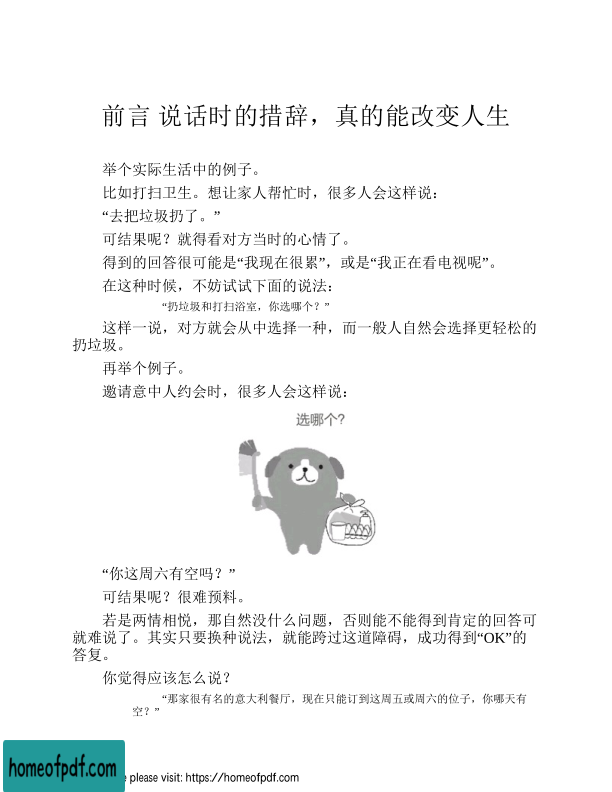 前言 说话时的措辞，真的能改变人生
举个实际生活中的例子。
比如打扫卫生。想让家人帮忙时，很多人会这样说：
“去把垃圾扔了。”
可结果呢？就得看对方当时的心情了。
得到的回答很可能是“我现在很累”，或是“我正在看电视呢”。
在这种时候，不妨试试下面的说法：
“扔垃圾和打扫浴室，你选哪个？”
这样一说，对方就会从中选择一种，而一般人自然会选择更轻松的
扔垃圾。
再举个例子。
邀请意中人约会时，很多人会这样说：
选哪个？
“你这周六有空吗？”
可结果呢？很难预料。
若是两情相悦，那自然没什么问题，否则能不能得到肯定的回答可
就难说了。其实只要换种说法，就能跨过这道障碍，成功得到“OK”的
答复。
你觉得应该怎么说？
“那家很有名的意大利餐厅，现在只能订到这周五或周六的位子，你哪天有
空？”
homeofpdf.com
e please visit: https://homeofpdf.com